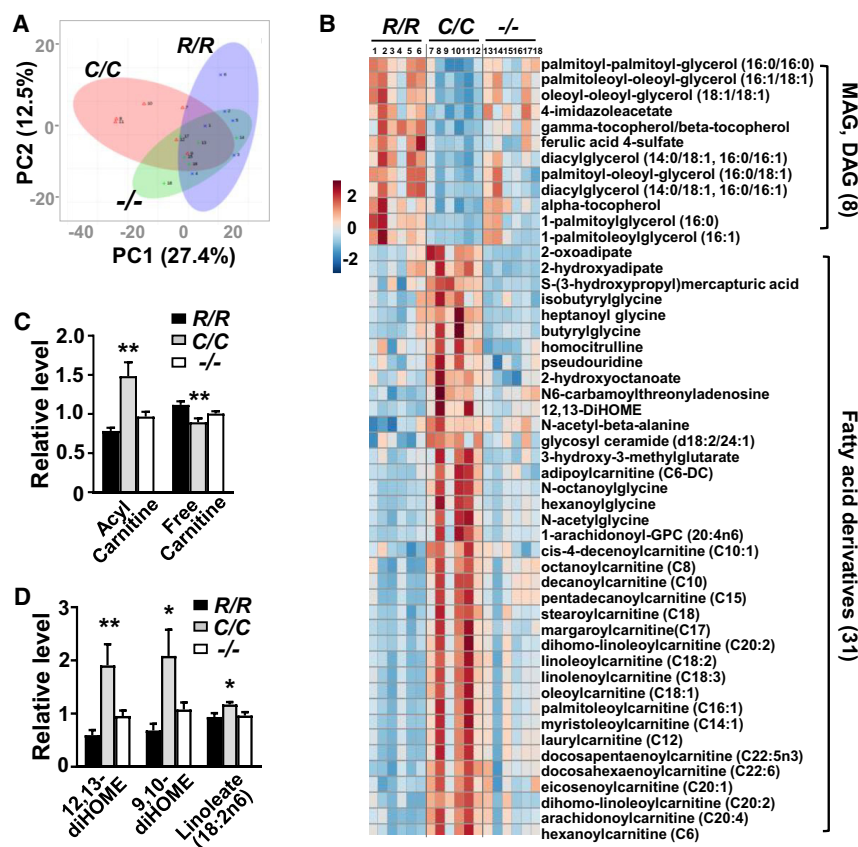 A
R/R
C/C
-/-
20
0
-20
PC2 (12.5%)
-40
-20
0
20
PC1 (27.4%)
B
R/R
C/C
-/-
1 2 3 4 5 6 7 8 9 10 11 12 13 14 15 16 17 18
palmitoyl-palmitoyl-glycerol (16:0/16:0)
palmitoleoyl-oleoyl-glycerol (16:1/18:1)
oleoyl-oleoyl-glycerol (18:1/18:1)
4-imidazoleacetate
gamma-tocopherol/beta-tocopherol
ferulic acid 4-sulfate
diacylglycerol (14:0/18:1, 16:0/16:1)
palmitoyl-oleoyl-glycerol (16:0/18:1)
diacylglycerol (14:0/18:1, 16:0/16:1)
alpha-tocopherol
1-palmitoylglycerol (16:0)
1-palmitoleoylglycerol (16:1)
2-oxoadipate
2-hydroxyadipate
S-(3-hydroxypropyl)mercapturic acid
isobutyrylglycine
heptanoyl glycine
butyrylglycine
homocitrulline
pseudouridine
2-hydroxyoctanoate
N6-carbamoylthreonyladenosine
12,13-DiHOME
N-acetyl-beta-alanine
glycosyl ceramide (d18:2/24:1)
3-hydroxy-3-methylglutarate
adipoylcarnitine (C6-DC)
N-octanoylglycine
hexanoylglycine
N-acetylglycine
1-arachidonoyl-GPC (20:4n6)
cis-4-decenoylcarnitine (C10:1)
octanoylcarnitine (C8)
decanoylcarnitine (C10)
pentadecanoylcarnitine (C15)
stearoylcarnitine (C18)
margaroylcarnitine(C17)
dihomo-linoleoylcarnitine (C20:2)
linoleoylcarnitine (C18:2)
linolenoylcarnitine (C18:3)
oleoylcarnitine (C18:1)
palmitoleoylcarnitine (C16:1)
myristoleoylcarnitine (C14:1)
laurylcarnitine (C12)
docosapentaenoylcarnitine (C22:5n3)
docosahexaenoylcarnitine (C22:6)
eicosenoylcarnitine (C20:1)
dihomo-linoleoylcarnitine (C20:2)
arachidonoylcarnitine (C20:4)
hexanoylcarnitine (C6)
MAG, DAG (8)
Fatty acid derivatives (31)
2
0
-2
C
R/R
C/C
-/-
2.0
1.5
1.0
0.5
0
Relative level
**
**
Acyl Carnitine
Free Carnitine
D
R/R
C/C
-/-
3
2
1
0
Relative level
**
*
*
12,13-diHOME
9,10-diHOME
Linoleate (18:2n6)